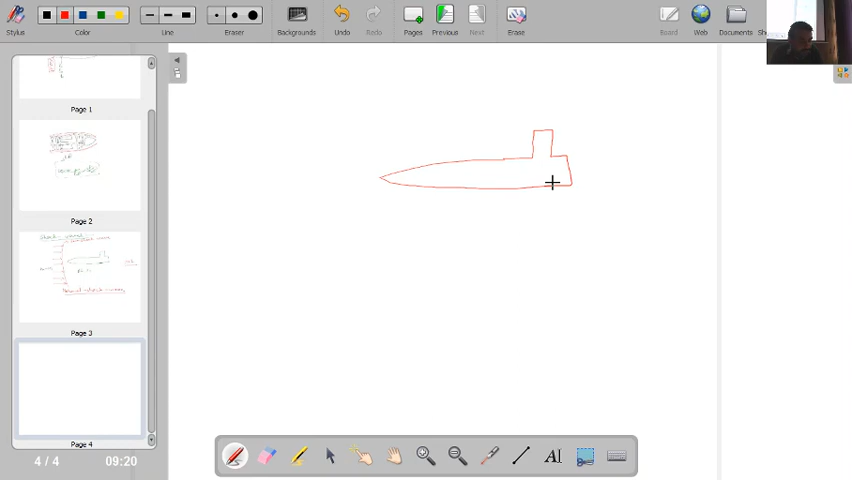 Stylus
Color
Line
Eraser
Backgrounds
Undo
Redo
Pages
Previous
Next
Erase
Board
Web
Documents
Page 1
Page 2
Page 3
Page 4
4 / 4
09:20